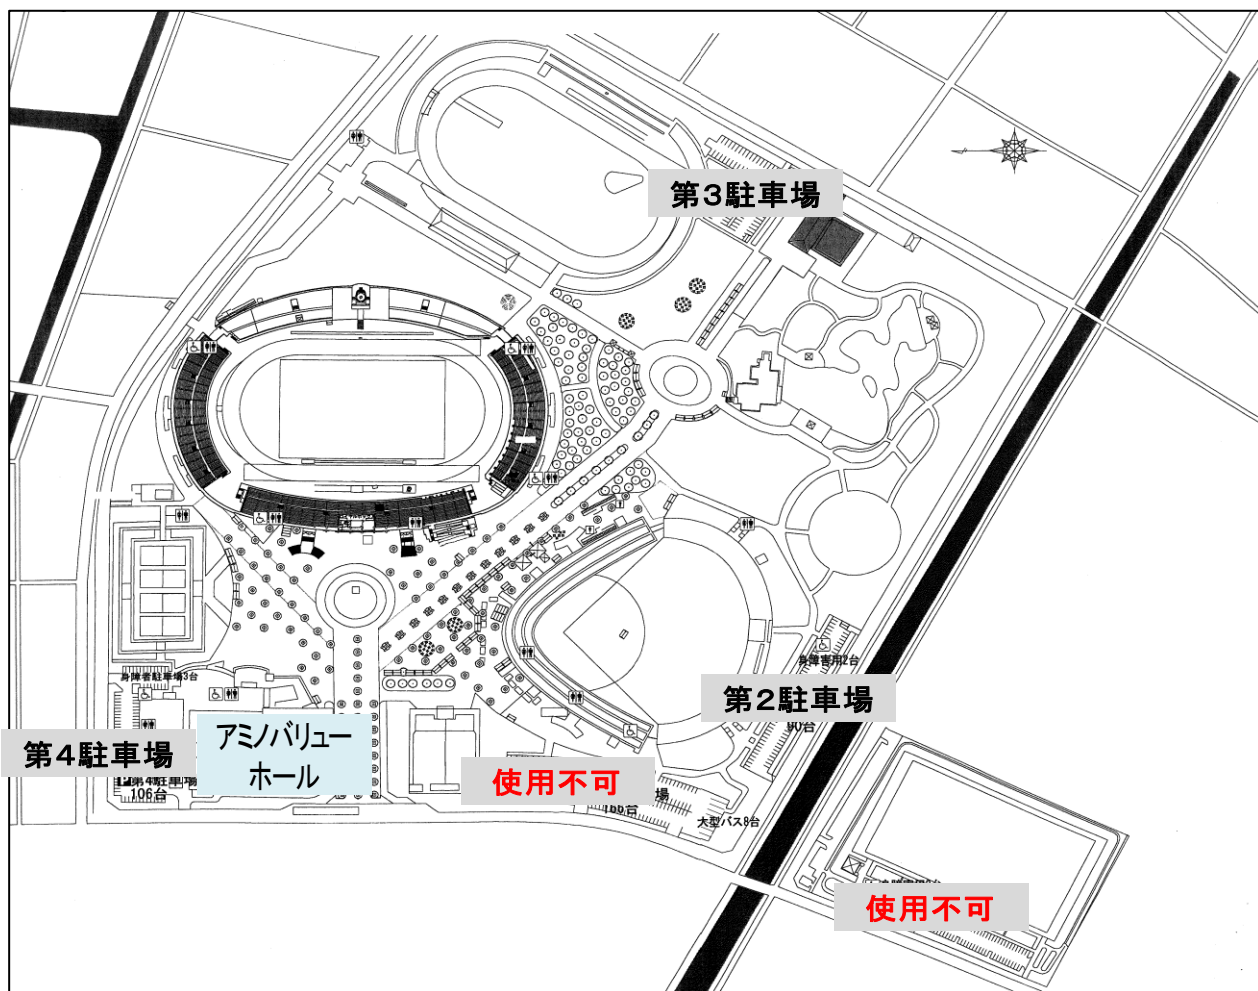 第3駐車場
身障害用2台
身障者駐車場3台
第2駐車場
90台
アミノバリュー
ホール
第4駐車場
第4駐車場
106台
使用不可
場
166台
大型バス8台
使用不可